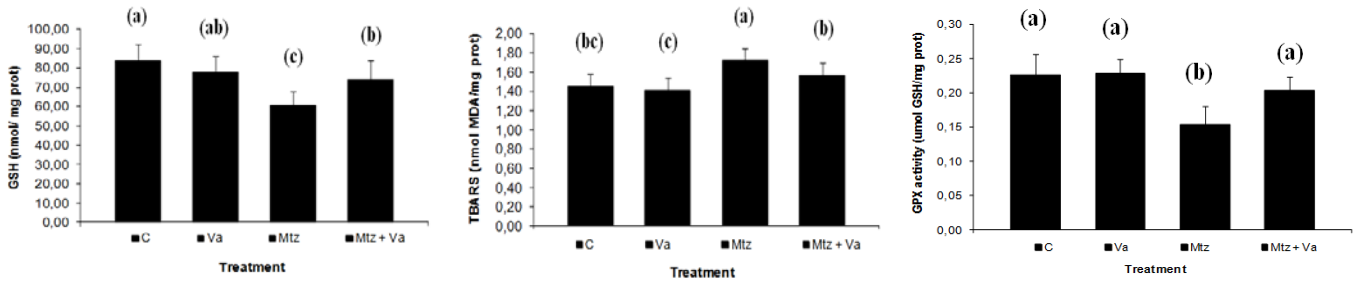 (a)
(ab)
(c)
(b)
GSH (nmol/ mg prot)
100,00
90,00
80,00
70,00
60,00
50,00
40,00
30,00
20,00
10,00
0,00
■C ■Va ■Mtz ■Mtz + Va
Treatment
(bc)
(c)
(a)
(b)
TBARS (nmol MDA/mg prot)
2,00
1,80
1,60
1,40
1,20
1,00
0,80
0,60
0,40
0,20
0,00
■C ■Va ■Mtz ■Mtz + Va
Treatment
(a)
(a)
(b)
(a)
GPX activity (umol GSH/mg prot)
0,30
0,25
0,20
0,15
0,10
0,05
0,00
■C ■Va ■Mtz ■Mtz + Va
Treatment